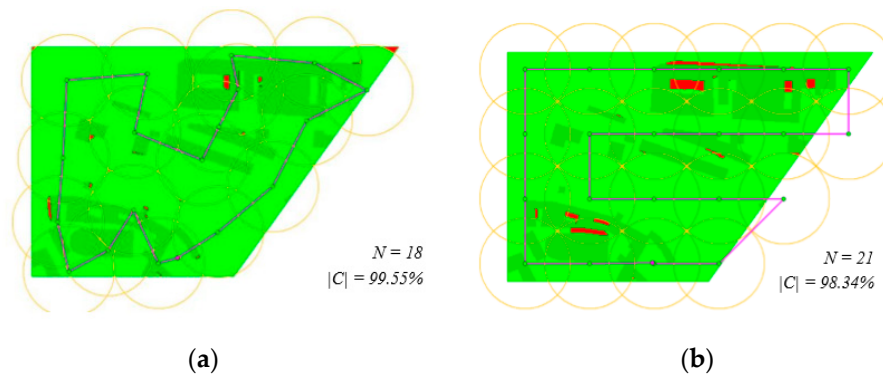 N = 18
|C| = 99.55%
N = 21
|C| = 98.34%
(a)
(b)